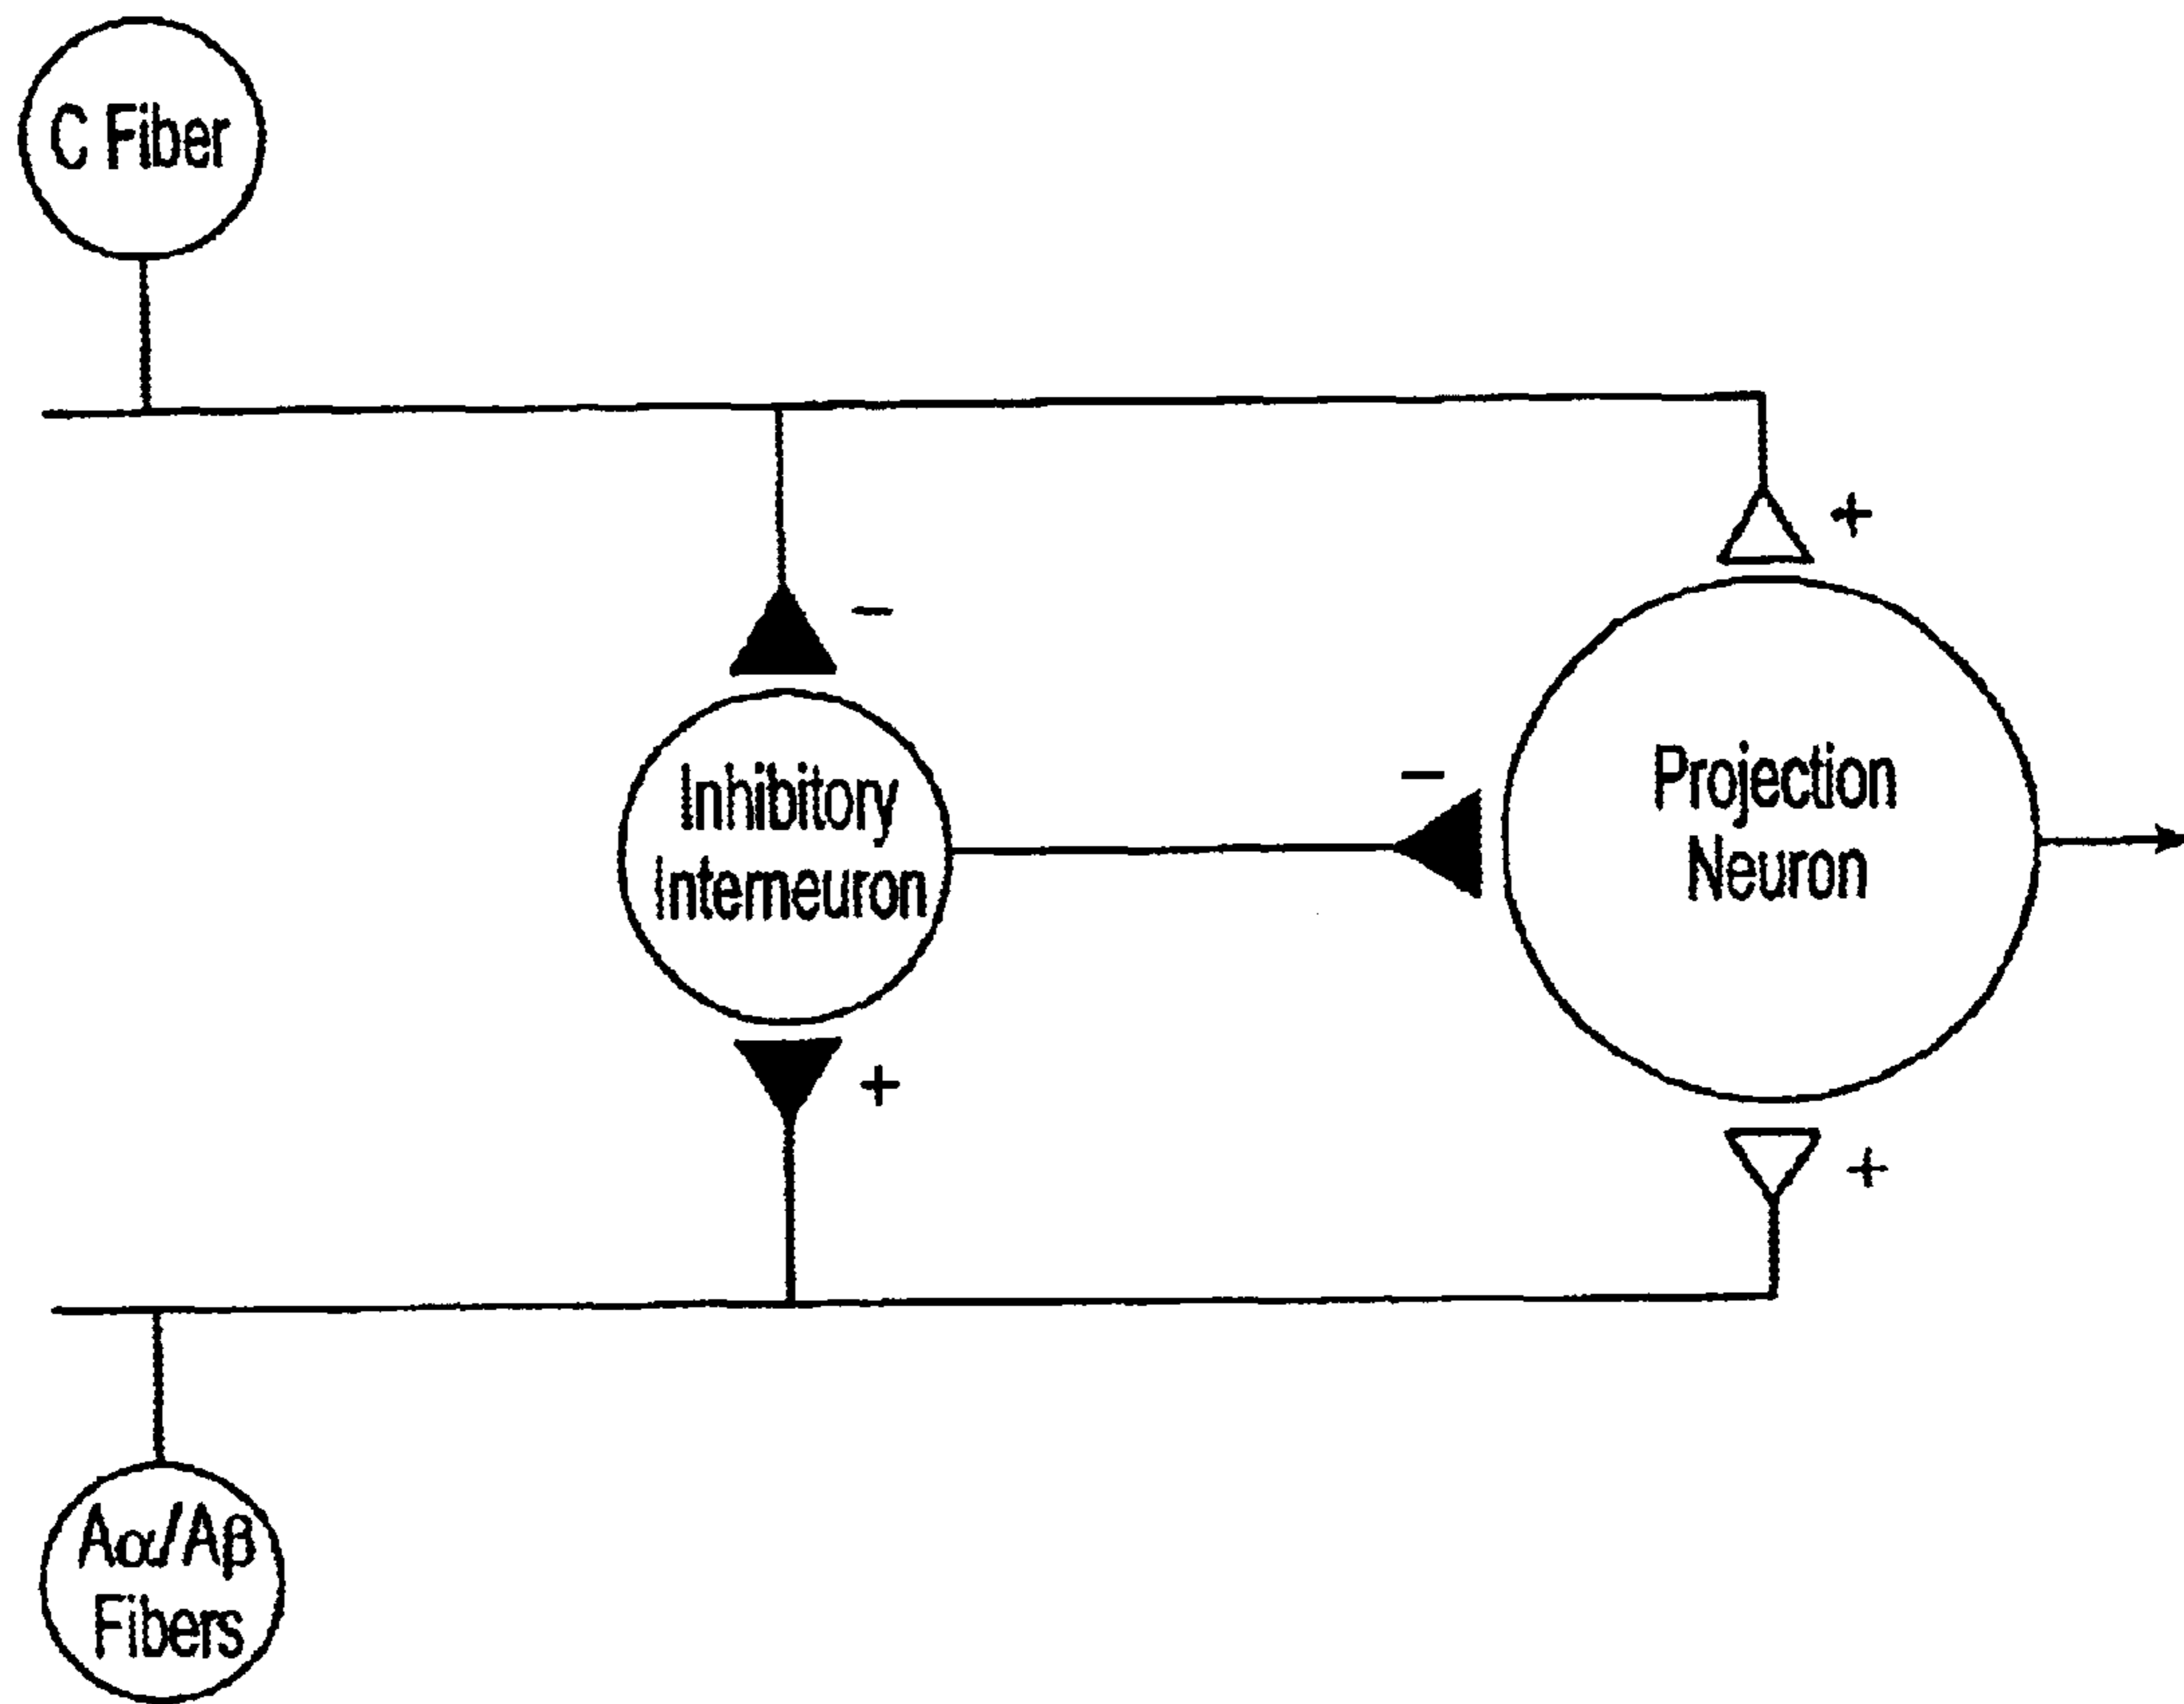 C Fiber
+
−
Inhibitory
Interneuron
−
Projection
Neuron
+
+
Aα/Aβ
Fibers